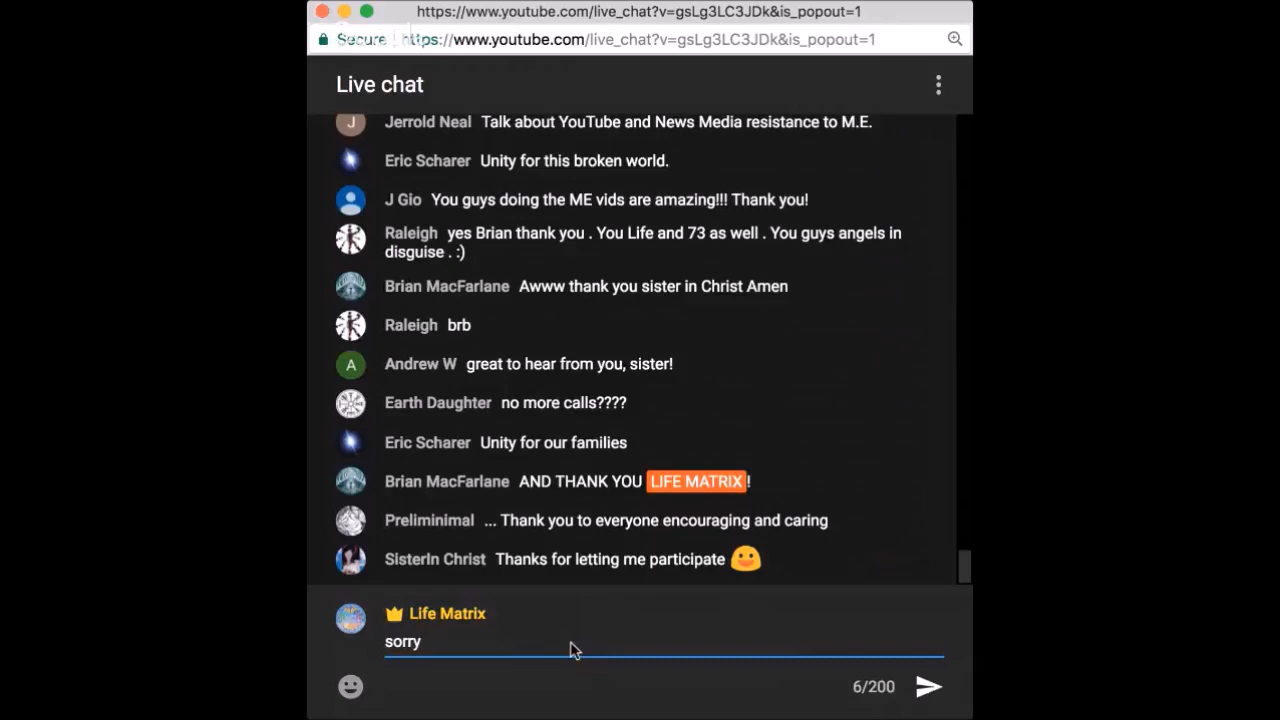 https://www.youtube.com/live_chat?v=gsLg3LC3JDk&is_popout=1
Secure https://www.youtube.com/live_chat?v=gsLg3LC3JDk&is_popout=1
Live chat
J Jerrold Neal Talk about YouTube and News Media resistance to M.E.
Eric Scharer Unity for this broken world.
J Gio You guys doing the ME vids are amazing!!! Thank you!
Raleigh yes Brian thank you . You Life and 73 as well . You guys angels in
disguise . :)
Brian MacFarlane Awww thank you sister in Christ Amen
Raleigh brb
A Andrew W great to hear from you, sister!
Earth Daughter no more calls????
Eric Scharer Unity for our families
Brian MacFarlane AND THANK YOU LIFE MATRIX!
Preliminimal ... Thank you to everyone encouraging and caring
SisterIn Christ Thanks for letting me participate
Life Matrix
sorry
6/200